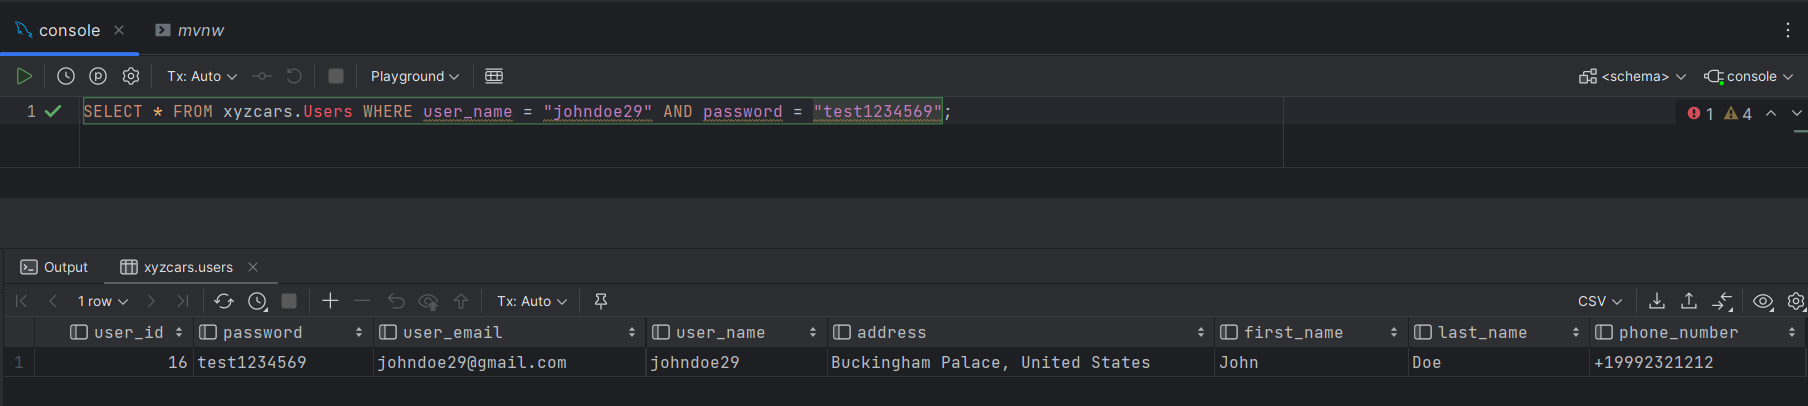 console mvnw
Tx: Auto Playground <schema> console
1 SELECT * FROM xyzcars.Users WHERE user_name = "johndoe29" AND password = "test1234569"; 1 4
Output xyzcars.users
1 row Tx: Auto CSV
user_id password user_email user_name address first_name last_name phone_number
1 16 test1234569 johndoe29@gmail.com johndoe29 Buckingham Palace, United States John Doe +19992321212